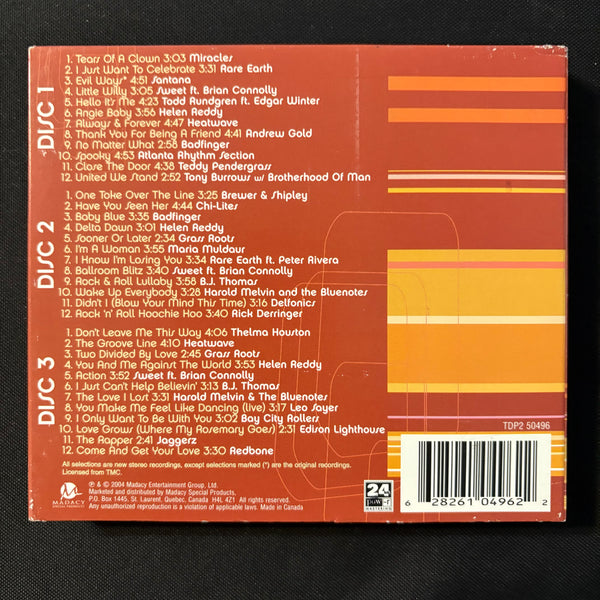 DISC 1
1. Tears Of A Clown 3:03 Miracles
2. I Just Want To Celebrate 3:31 Rare Earth
3. Evil Ways* 4:51 Santana
4. Little Willy 3:05 Sweet ft. Brian Connolly
5. Hello It's Me 4:23 Todd Rundgren ft. Edgar Winter
6. Angie Baby 3:56 Helen Reddy
7. Always & Forever 4:47 Heatwave
8. Thank You For Being A Friend 4:41 Andrew Gold
9. No Matter What 2:58 Badfinger
10. Spooky 4:53 Atlanta Rhythm Section
11. Close The Door 4:38 Teddy Pendergrass
12. United We Stand 2:52 Tony Burrows w/ Brotherhood Of Man
DISC 2
1. One Toke Over The Line 3:25 Brewer & Shipley
2. Have You Seen Her 4:44 Chi-Lites
3. Baby Blue 3:35 Badfinger
4. Delta Dawn 3:01 Helen Reddy
5. Sooner Or Later 2:34 Grass Roots
6. I'm A Woman 3:55 Maria Muldaur
7. I Know I'm Losing You 3:34 Rare Earth ft. Peter Rivera
8. Ballroom Blitz 3:40 Sweet ft. Brian Connolly
9. Rock & Roll Lullaby 3:58 B.J. Thomas
10. Wake Up Everybody 3:28 Harold Melvin and the Bluenotes
11. Didn't I (Blow Your Mind This Time) 3:16 Delfonics
12. Rock 'n' Roll Hoochie Koo 3:40 Rick Derringer
DISC 3
1. Don't Leave Me This Way 4:06 Thelma Houston
2. The Groove Line 4:10 Heatwave
3. Two Divided By Love 2:45 Grass Roots
4. You And Me Against The World 3:53 Helen Reddy
5. Action 3:52 Sweet ft. Brian Connolly
6. I Just Can't Help Believin' 3:13 B.J. Thomas
7. The Love I Lost 3:31 Harold Melvin & The Bluenotes
8. You Make Me Feel Like Dancing (live) 3:17 Leo Sayer
9. I Only Want To Be With You 3:02 Bay City Rollers
10. Love Grows (Where My Rosemary Goes) 2:31 Edison Lighthouse
11. The Rapper 2:41 Jaggerz
12. Come And Get Your Love 3:30 Redbone
All selections are new stereo recordings, except selections marked (*) are the original recordings.
Licensed from TMC.
MADACY
SPECIAL PRODUCTS
℗ & © 2004 Madacy Entertainment Group, Ltd.
Marketed and distributed by Madacy Special Products.
P.O. Box 1445, St. Laurent, Quebec, Canada H4L 4Z1 All rights reserved.
Any unauthorized reproduction is a violation of applicable laws. Made in Canada
24
MASTERING
TDP2 50496
6 28261 04962 2